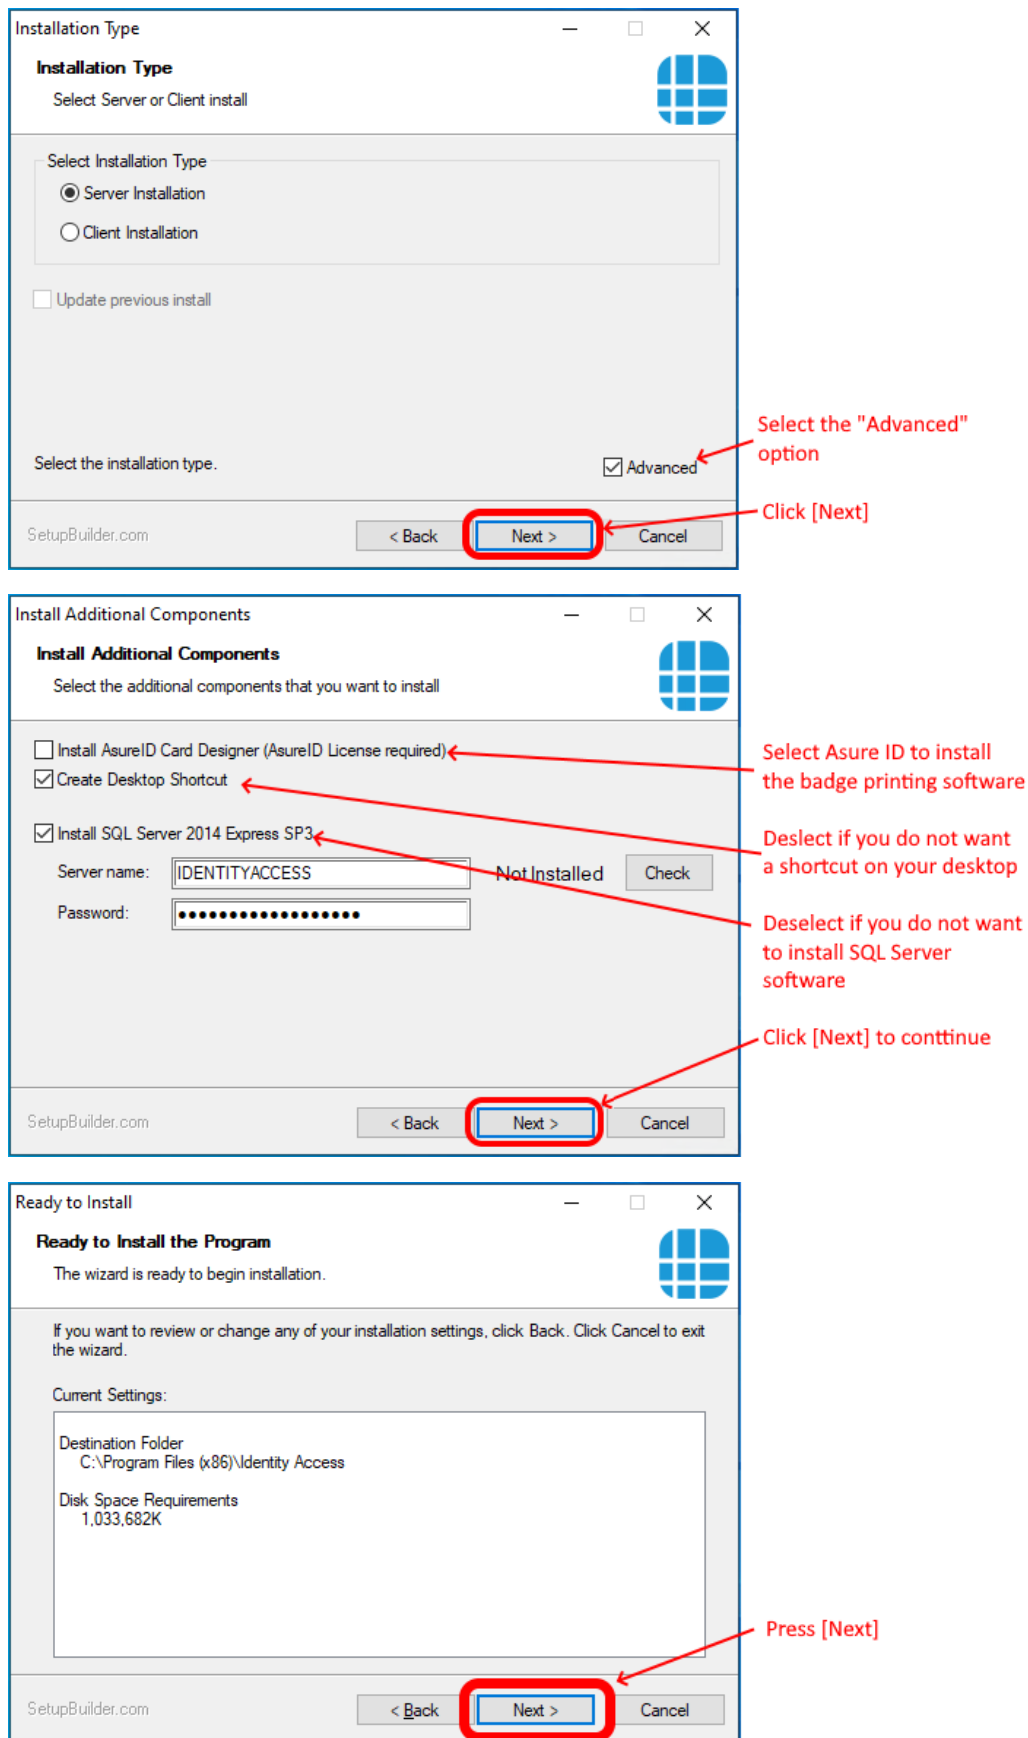 Installation Type
Installation Type
Select Server or Client install
Select Installation Type
Server Installation
Client Installation
Update previous install
Select the "Advanced"
option
Select the installation type.
Advanced
Click [Next]
SetupBuilder.com
< Back
Next >
Cancel
Install Additional Components
Install Additional Components
Select the additional components that you want to install
Install AsureID Card Designer (AsureID License required)
Select Asure ID to install
the badge printing software
Create Desktop Shortcut
Deslect if you do not want
a shortcut on your desktop
Install SQL Server 2014 Express SP3
Server name:
IDENTITYACCESS
Not Installed
Check
Password:
••••••••••••••••••
Deselect if you do not want
to install SQL Server
software
Click [Next] to conttinue
SetupBuilder.com
< Back
Next >
Cancel
Ready to Install
Ready to Install the Program
The wizard is ready to begin installation.
If you want to review or change any of your installation settings, click Back. Click Cancel to exit
the wizard.
Current Settings:
Destination Folder
C:\Program Files (x86)\Identity Access
Disk Space Requirements
1,033,682K
Press [Next]
SetupBuilder.com
< Back
Next >
Cancel